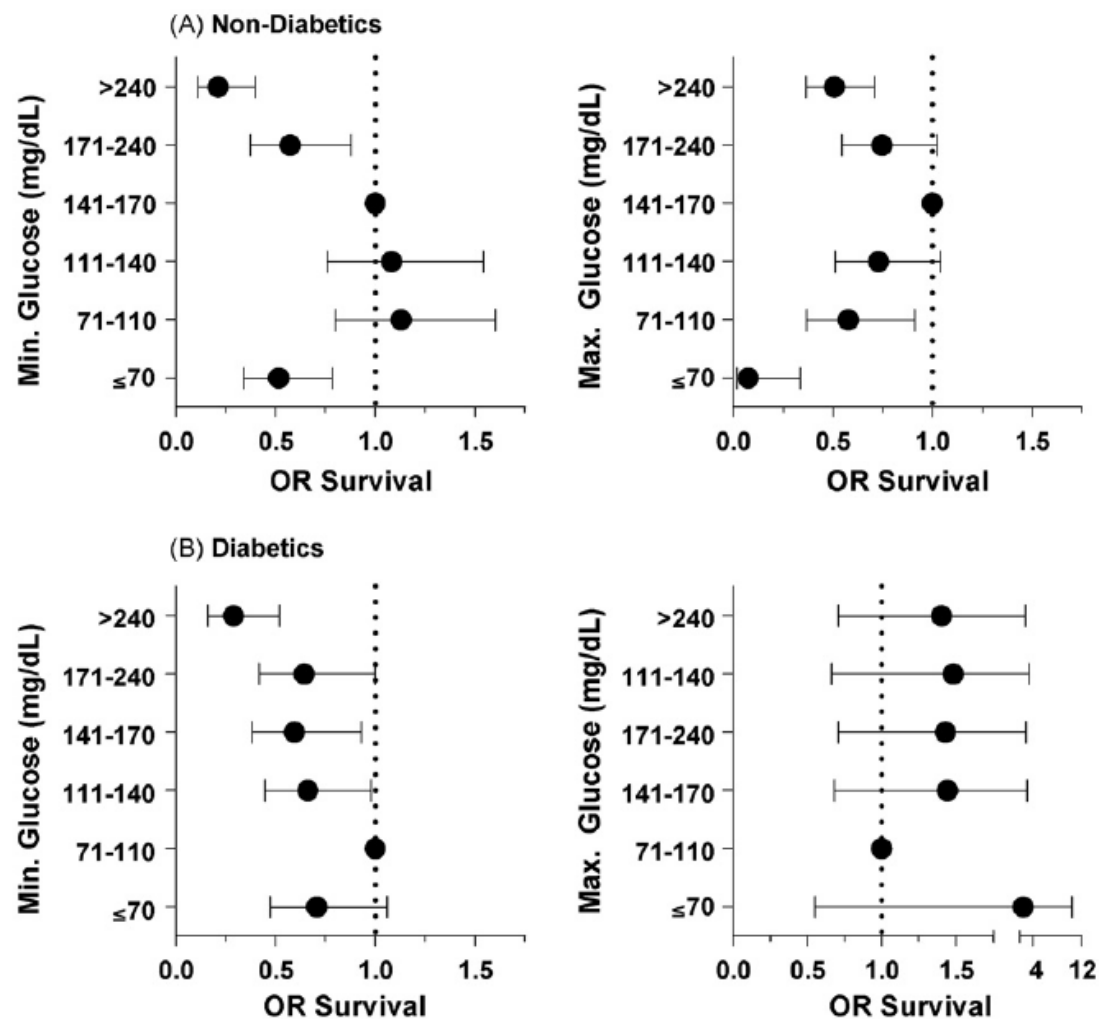 (A) Non-Diabetics
Min. Glucose (mg/dL)
>240
171-240
141-170
111-140
71-110
≤70
0.0 0.5 1.0 1.5
OR Survival
Max. Glucose (mg/dL)
>240
171-240
141-170
111-140
71-110
≤70
0.0 0.5 1.0 1.5
OR Survival
(B) Diabetics
Min. Glucose (mg/dL)
>240
171-240
141-170
111-140
71-110
≤70
0.0 0.5 1.0 1.5
OR Survival
Max. Glucose (mg/dL)
>240
111-140
171-240
141-170
71-110
≤70
0.0 0.5 1.0 1.5 4 12
OR Survival